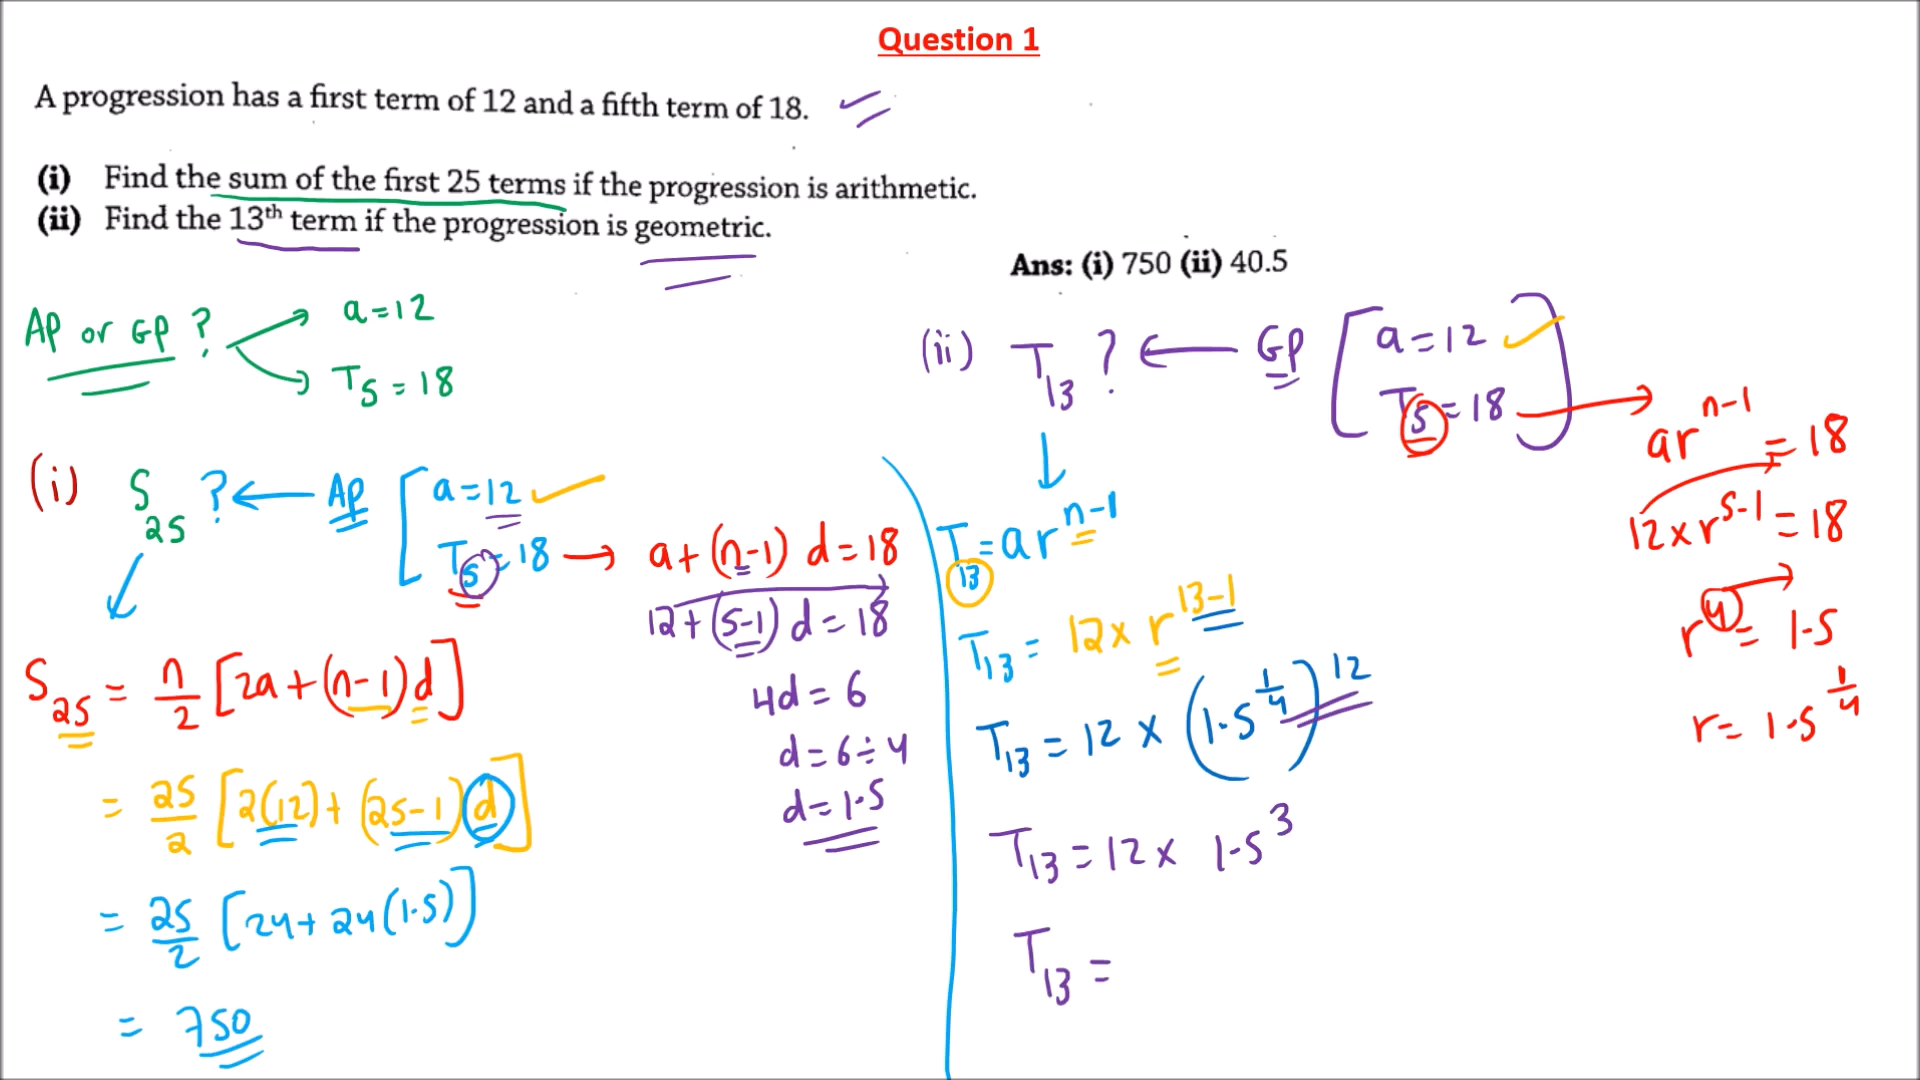 Question 1
A progression has a first term of 12 and a fifth term of 18.
(i) Find the sum of the first 25 terms if the progression is arithmetic.
(ii) Find the 13th term if the progression is geometric.
Ans: (i) 750 (ii) 40.5
AP or GP ?
a = 12
T5 = 18
(i) S25 ? ← AP [ a = 12
T5 = 18 → a + (n-1) d = 18
12 + (5-1) d = 18
4d = 6
d = 6 ÷ 4
d = 1.5
S25 = n/2 [2a + (n-1)d]
= 25/2 [2(12) + (25-1)d]
= 25/2 [24 + 24(1.5)]
= 750
(ii) T13 ? ← GP [ a = 12
T5 = 18 ] → ar^n-1 = 18
12 x r^5-1 = 18
r^4 = 1.5
r = 1.5^1/4
T13 = ar^n-1
T13 = 12 x r^13-1
T13 = 12 x (1.5^1/4)^12
T13 = 12 x 1.5^3
T13 =